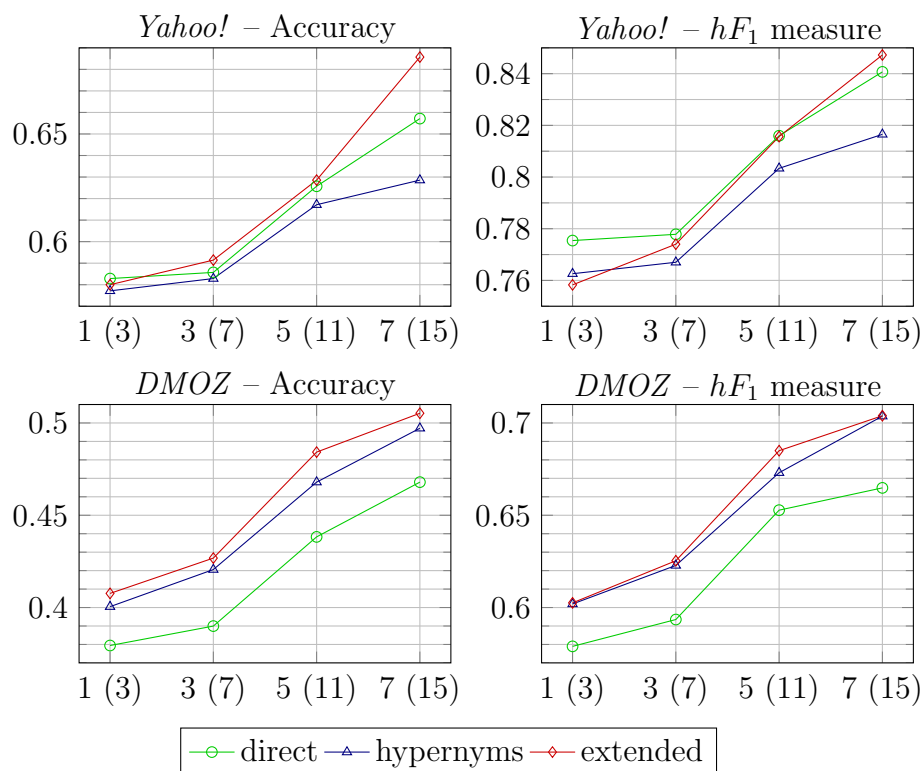 Yahoo! – Accuracy
0.65
0.6
1 (3) 3 (7) 5 (11) 7 (15)
Yahoo! – hF₁ measure
0.84
0.82
0.8
0.78
0.76
1 (3) 3 (7) 5 (11) 7 (15)
DMOZ – Accuracy
0.5
0.45
0.4
1 (3) 3 (7) 5 (11) 7 (15)
DMOZ – hF₁ measure
0.7
0.65
0.6
1 (3) 3 (7) 5 (11) 7 (15)
direct hypernyms extended